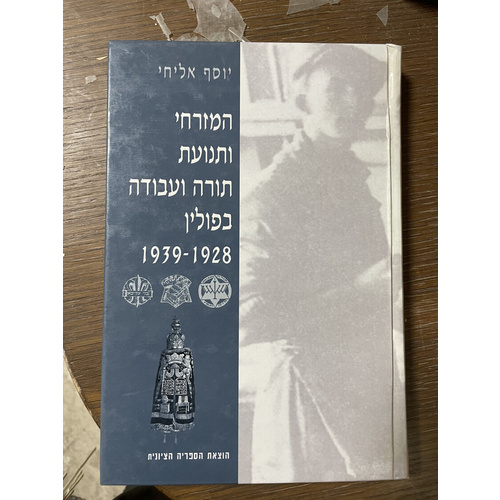 יוסף אליחי
המזרחי
ותנועת
תורה ועבודה
בפולין
1939-1928
הוצאת הספריה הציונית